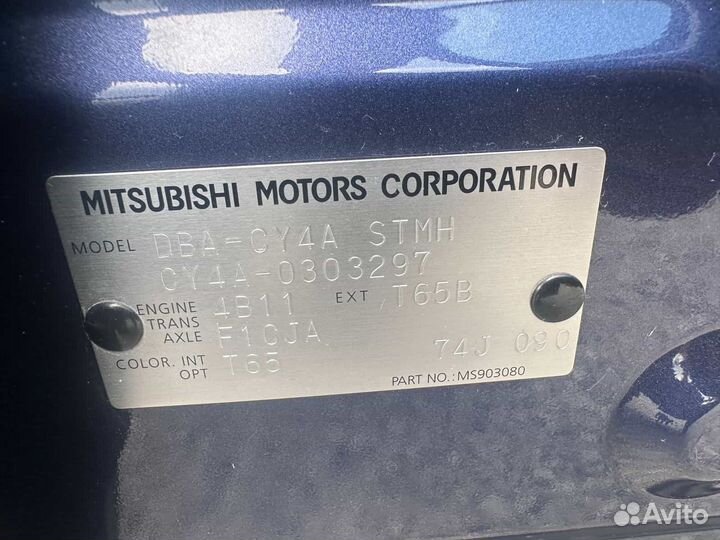 MITSUBISHI MOTORS CORPORATION
MODEL DBA-CY4A STMH
CY4A-0303297
ENGINE 4B11 EXT T65B
TRANS AXLE F1CJA
COLOR. INT OPT T65 74J 090
PART NO.: MS903080
Avito